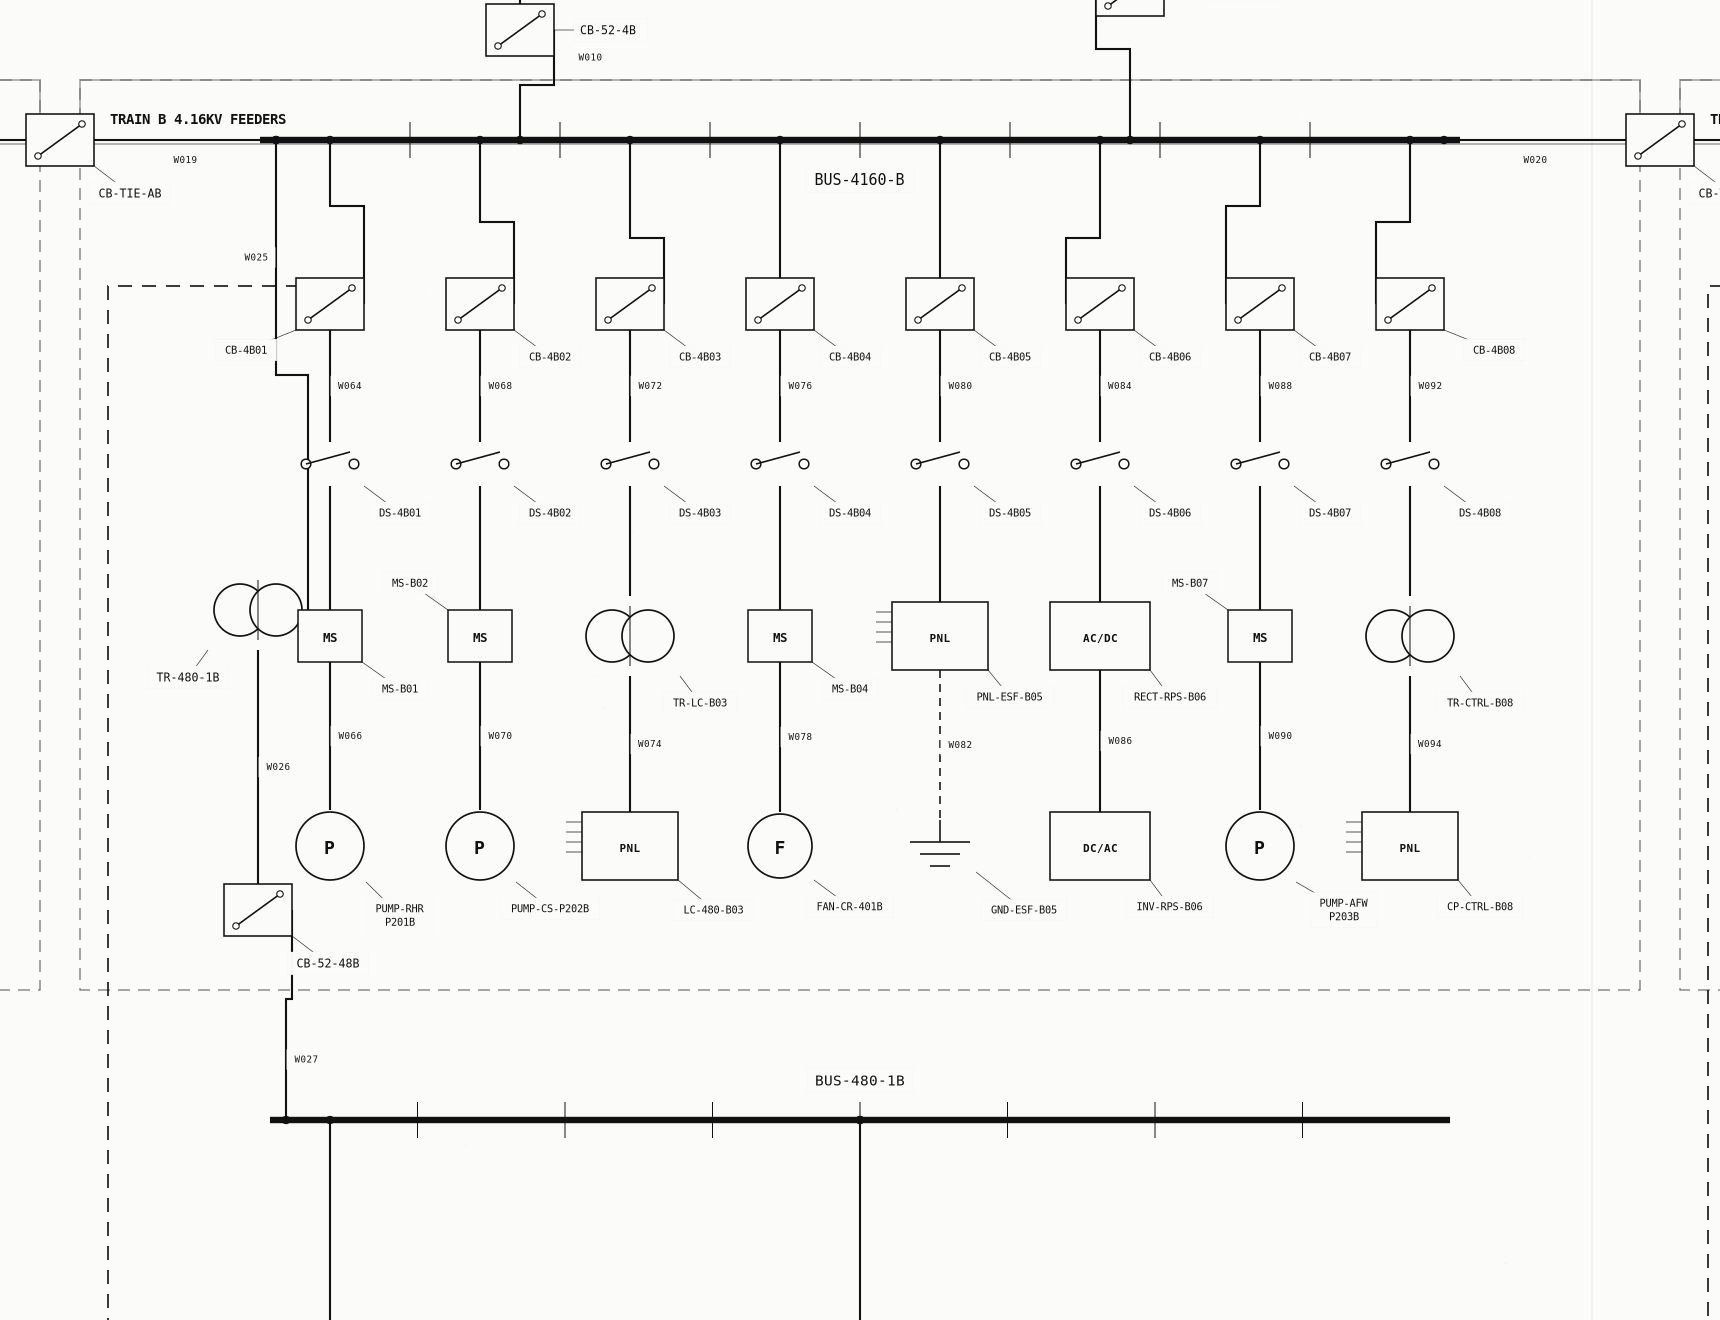 CB-52-4B
W010
TRAIN B 4.16KV FEEDERS
W019
W020
CB-TIE-AB
BUS-4160-B
CB-
W025
CB-4B01
CB-4B02
CB-4B03
CB-4B04
CB-4B05
CB-4B06
CB-4B07
CB-4B08
W064
W068
W072
W076
W080
W084
W088
W092
DS-4B01
DS-4B02
DS-4B03
DS-4B04
DS-4B05
DS-4B06
DS-4B07
DS-4B08
MS-B02
MS-B07
MS
MS
MS
PNL
AC/DC
MS
TR-480-1B
MS-B01
TR-LC-B03
MS-B04
PNL-ESF-B05
RECT-RPS-B06
TR-CTRL-B08
W066
W070
W074
W078
W082
W086
W090
W094
W026
P
P
PNL
F
DC/AC
P
PNL
PUMP-RHR
P201B
PUMP-CS-P202B
LC-480-B03
FAN-CR-401B
GND-ESF-B05
INV-RPS-B06
PUMP-AFW
P203B
CP-CTRL-B08
CB-52-48B
W027
BUS-480-1B